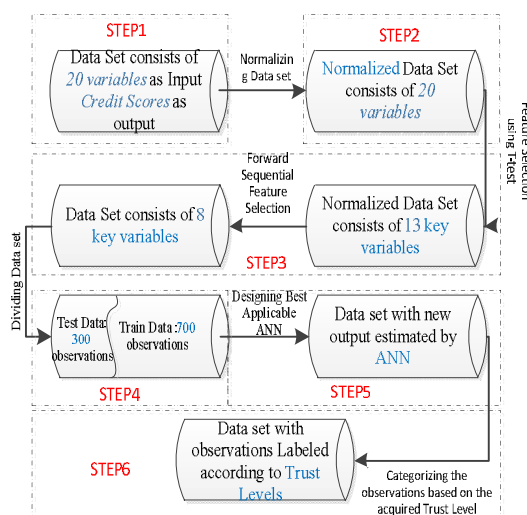 STEP1
Data Set consists of
20 variables as Input
Credit Scores as
output
Normalizin
g Data set
STEP2
Normalized Data Set
consists of 20
variables
Feature Selection
using T-test
Normalized Data Set
consists of 13 key
variables
Forward
Sequential
Feature
Selection
Data Set consists of 8
key variables
STEP3
Dividing Data set
Test Data:
300
observations
Train Data :700
observations
STEP4
Designing Best
Applicable
ANN
Data set with new
output estimated by
ANN
STEP5
Categorizing the
observations based on the
acquired Trust Level
Data set with
observations Labeled
according to Trust
Levels
STEP6